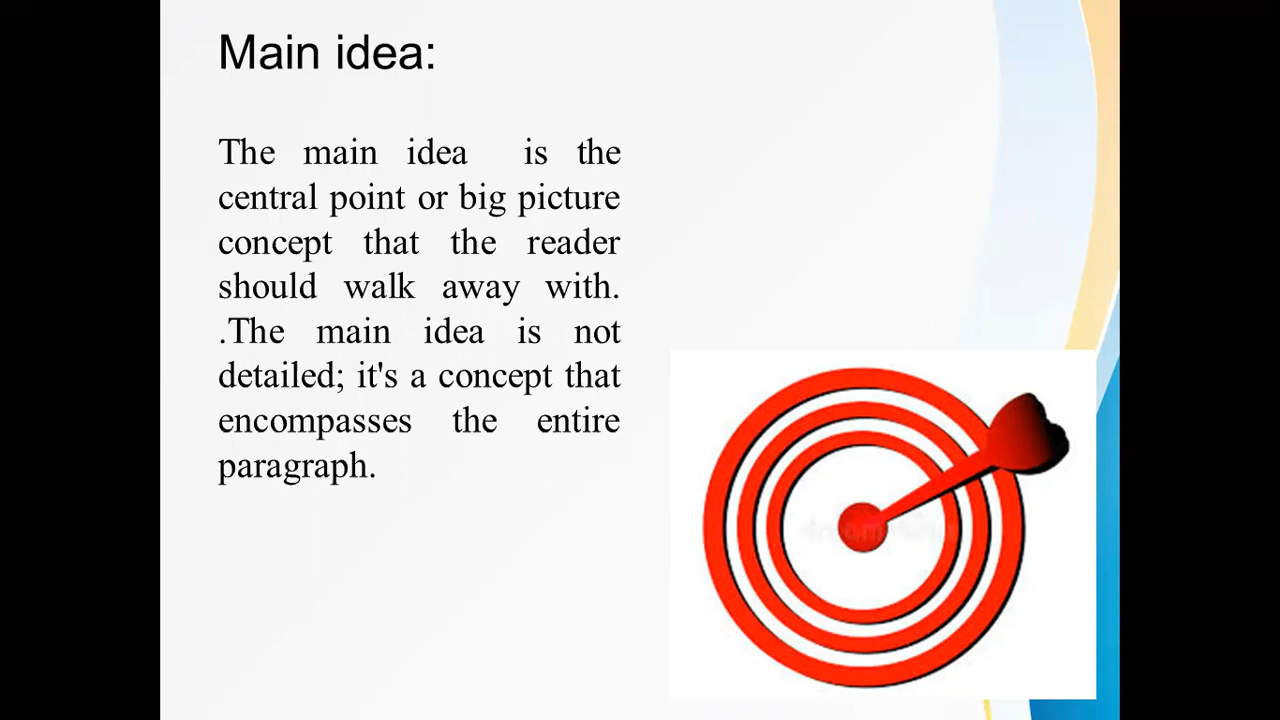 Main idea:
The main idea is the
central point or big picture
concept that the reader
should walk away with.
.The main idea is not
detailed; it's a concept that
encompasses the entire
paragraph.